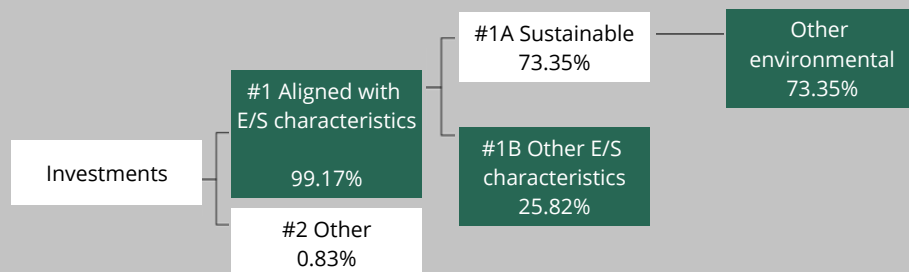 Investments
#1 Aligned with
E/S characteristics
99.17%
#2 Other
0.83%
#1A Sustainable
73.35%
#1B Other E/S
characteristics
25.82%
Other
environmental
73.35%